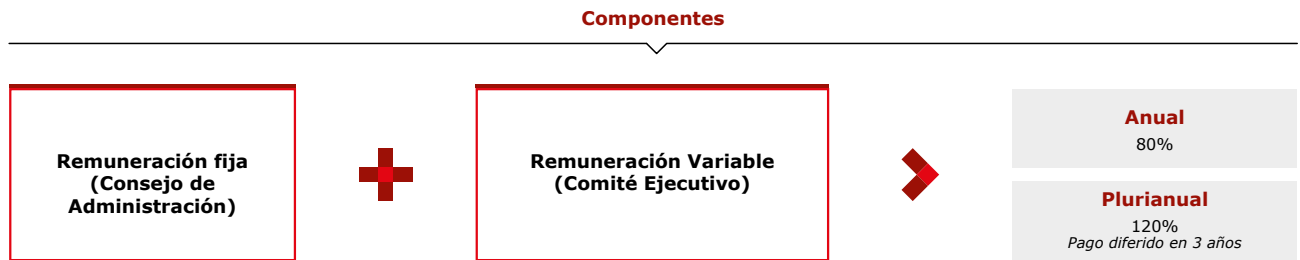 Componentes
Remuneración fija
(Consejo de
Administración)
Remuneración Variable
(Comité Ejecutivo)
Anual
80%
Plurianual
120%
Pago diferido en 3 años